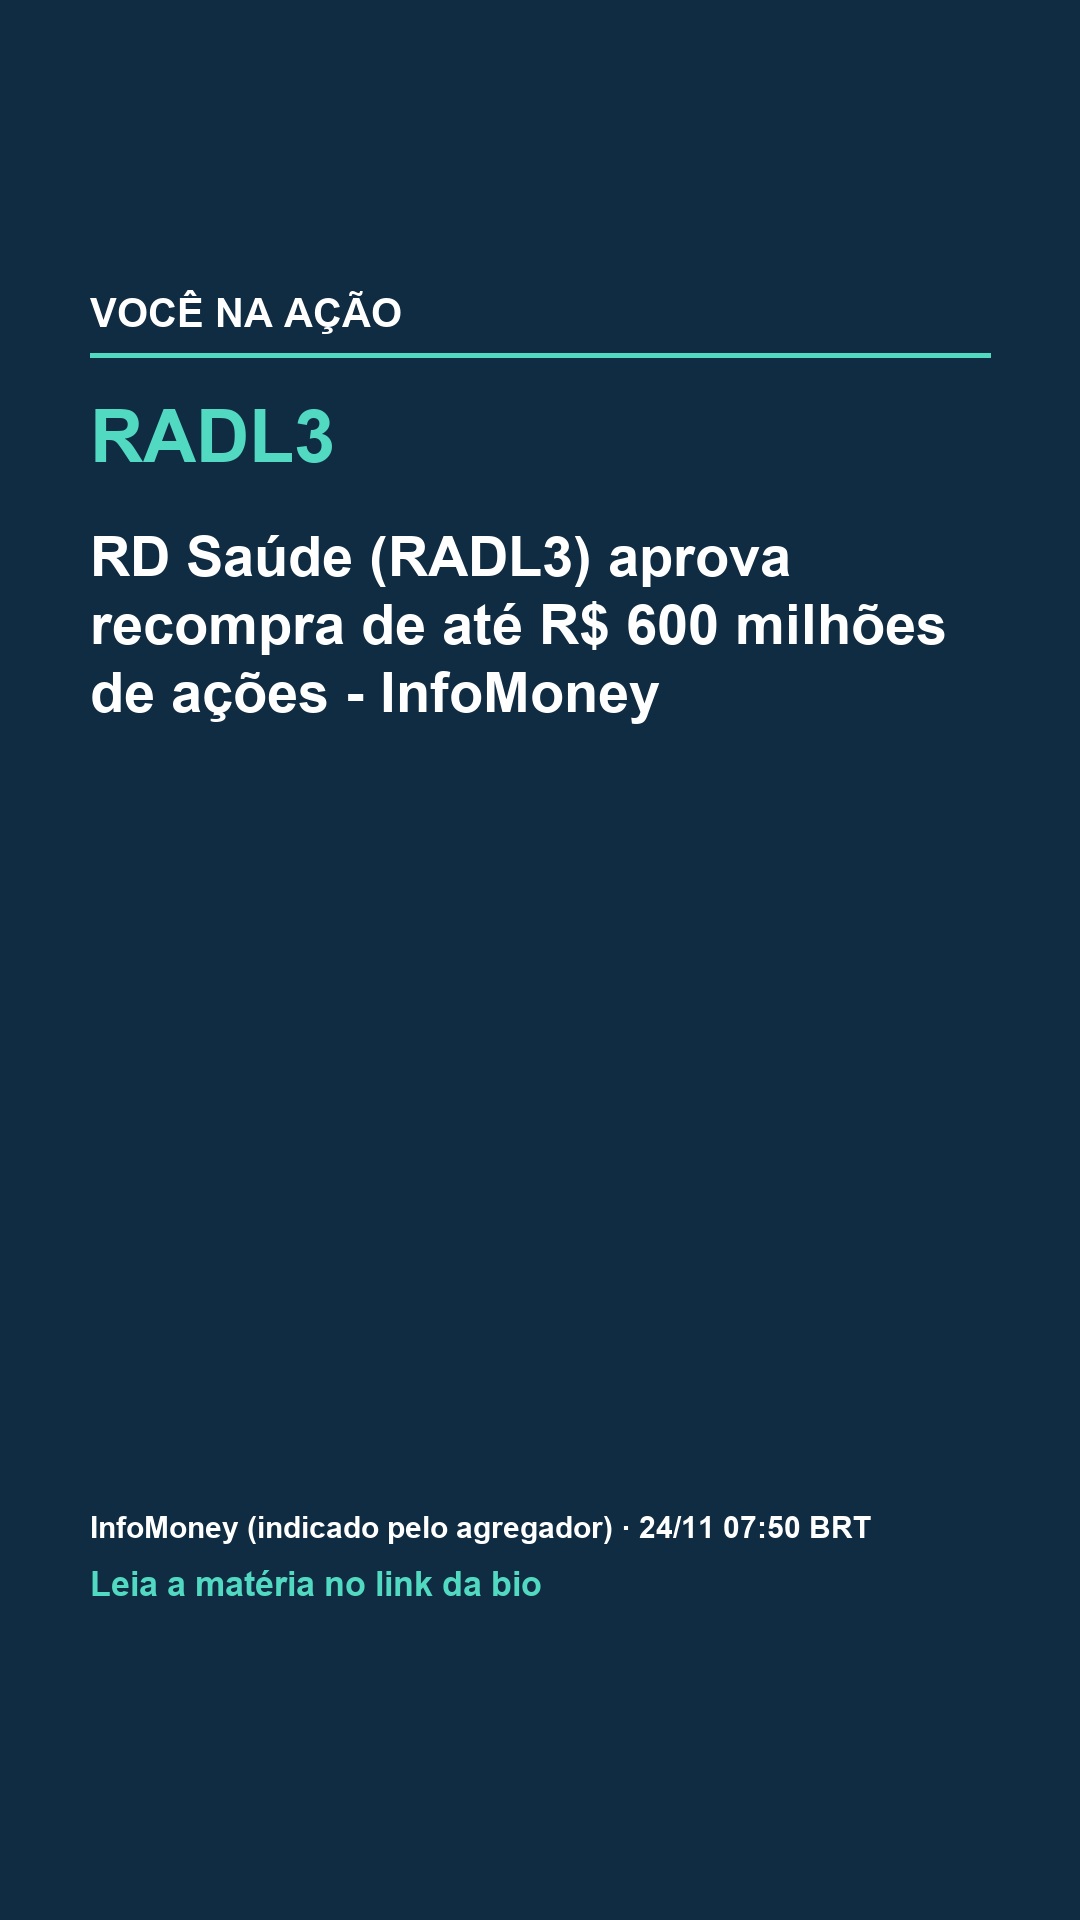 VOCÊ NA AÇÃO
RADL3
RD Saúde (RADL3) aprova
recompra de até R$ 600 milhões
de ações - InfoMoney
InfoMoney (indicado pelo agregador) · 24/11 07:50 BRT
Leia a matéria no link da bio